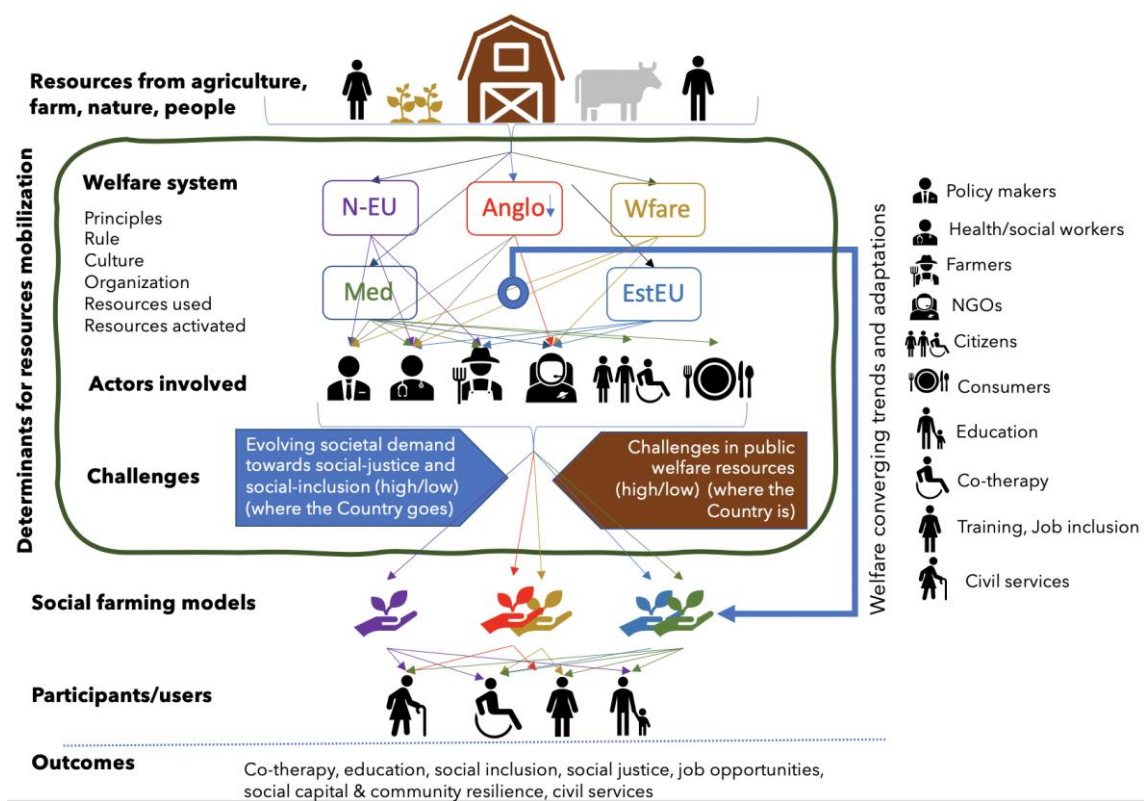 Resources from agriculture,
farm, nature, people
Determinants for resources mobilization
Welfare system
Principles
Rule
Culture
Organization
Resources used
Resources activated
N-EU
Anglo
Wfare
Med
EstEU
Actors involved
Challenges
Evolving societal demand
towards social-justice and
social-inclusion (high/low)
(where the Country goes)
Challenges in public
welfare resources
(high/low) (where the
Country is)
Social farming models
Participants/users
Outcomes
Co-therapy, education, social inclusion, social justice, job opportunities,
social capital & community resilience, civil services
Welfare converging trends and adaptations
Policy makers
Health/social workers
Farmers
NGOs
Citizens
Consumers
Education
Co-therapy
Training, Job inclusion
Civil services